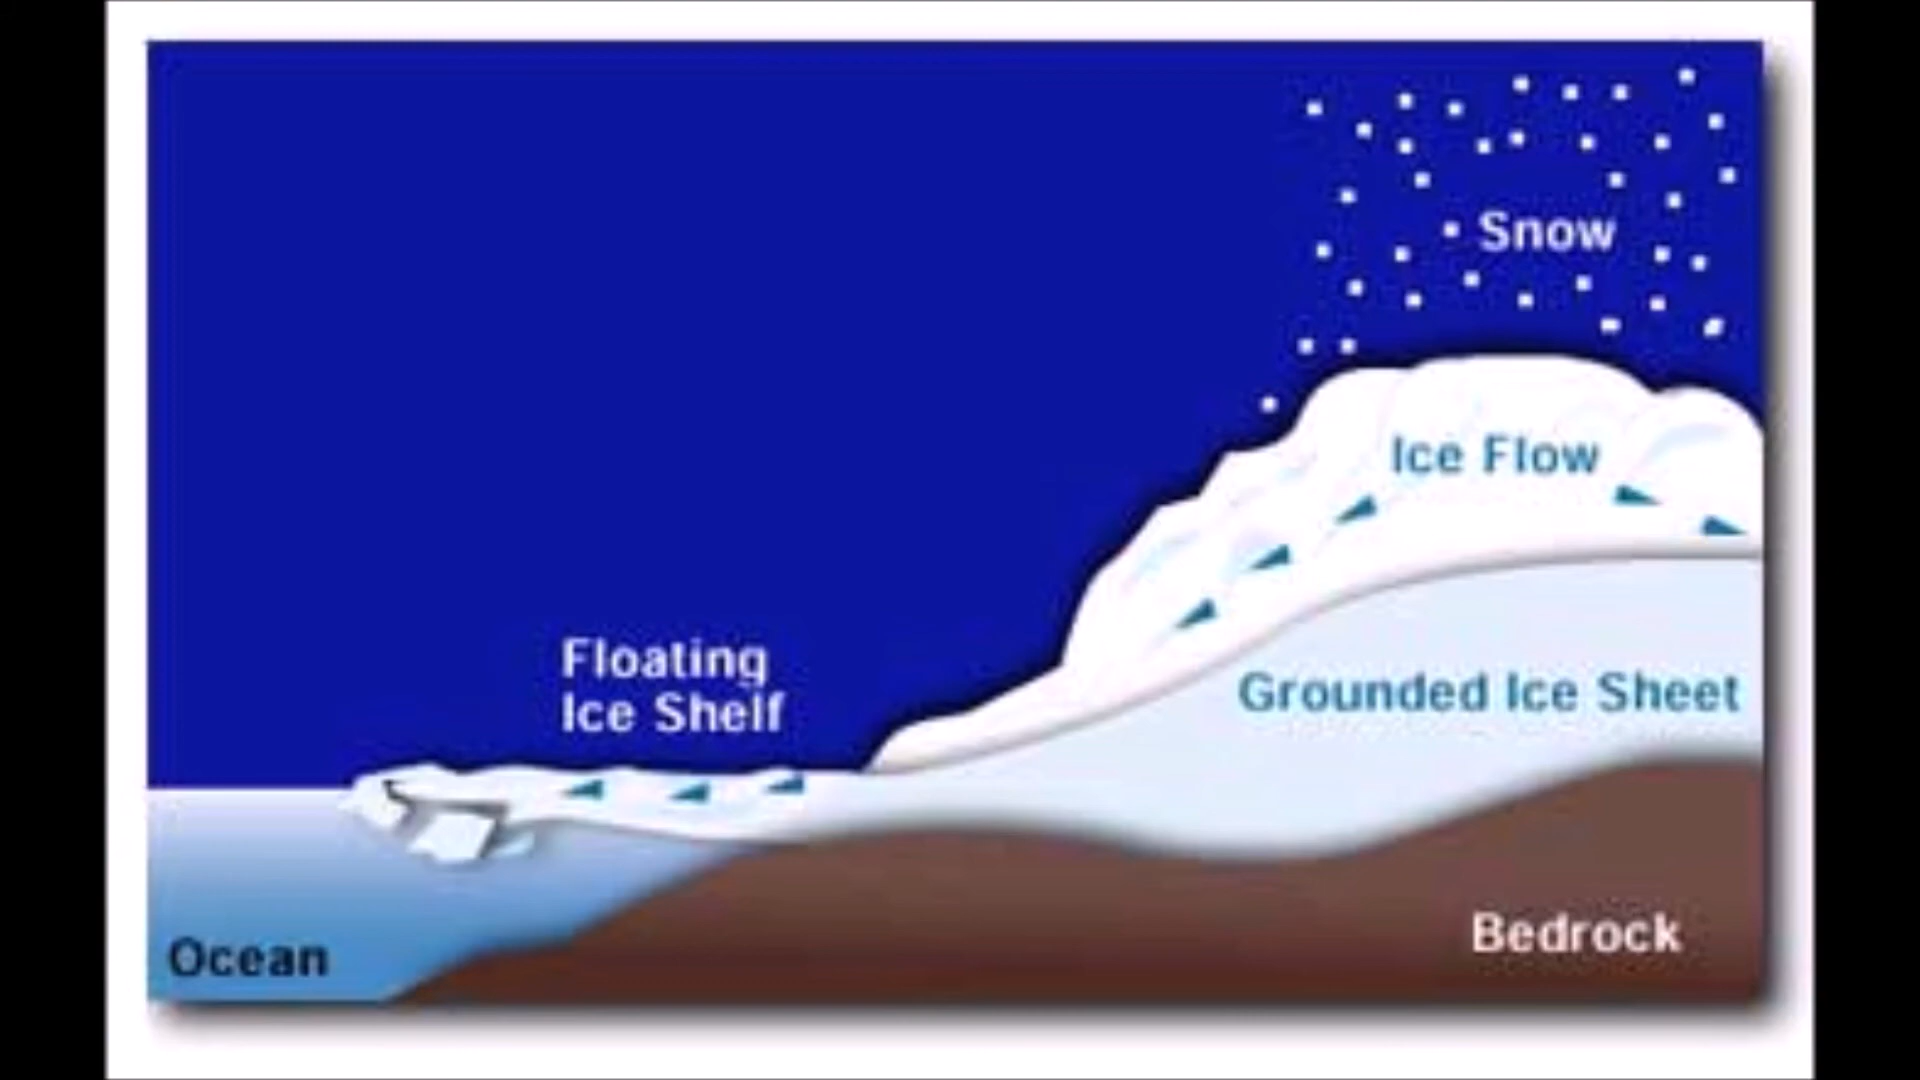 Snow
Ice Flow
Floating
Ice Shelf
Grounded Ice Sheet
Bedrock
Ocean